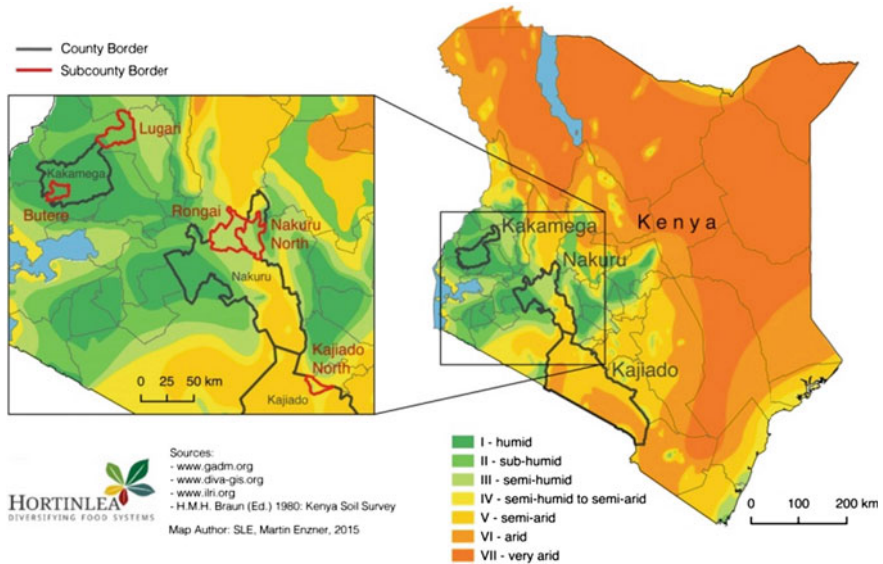 County Border
Subcounty Border
Lugari
Kakamega
Butere
Rongai
Nakuru
North
Nakuru
Kajiado
North
Kajiado
0 25 50 km
Kenya
Kakamega
Nakuru
Kajiado
I - humid
II - sub-humid
III - semi-humid
IV - semi-humid to semi-arid
V - semi-arid
VI - arid
VII - very arid
0 100 200 km
HORTINLEA
DIVERSIFYING FOOD SYSTEMS
Sources:
- www.gadm.org
- www.diva-gis.org
- www.ilri.org
- H.M.H. Braun (Ed.) 1980: Kenya Soil Survey
Map Author: SLE, Martin Enzner, 2015